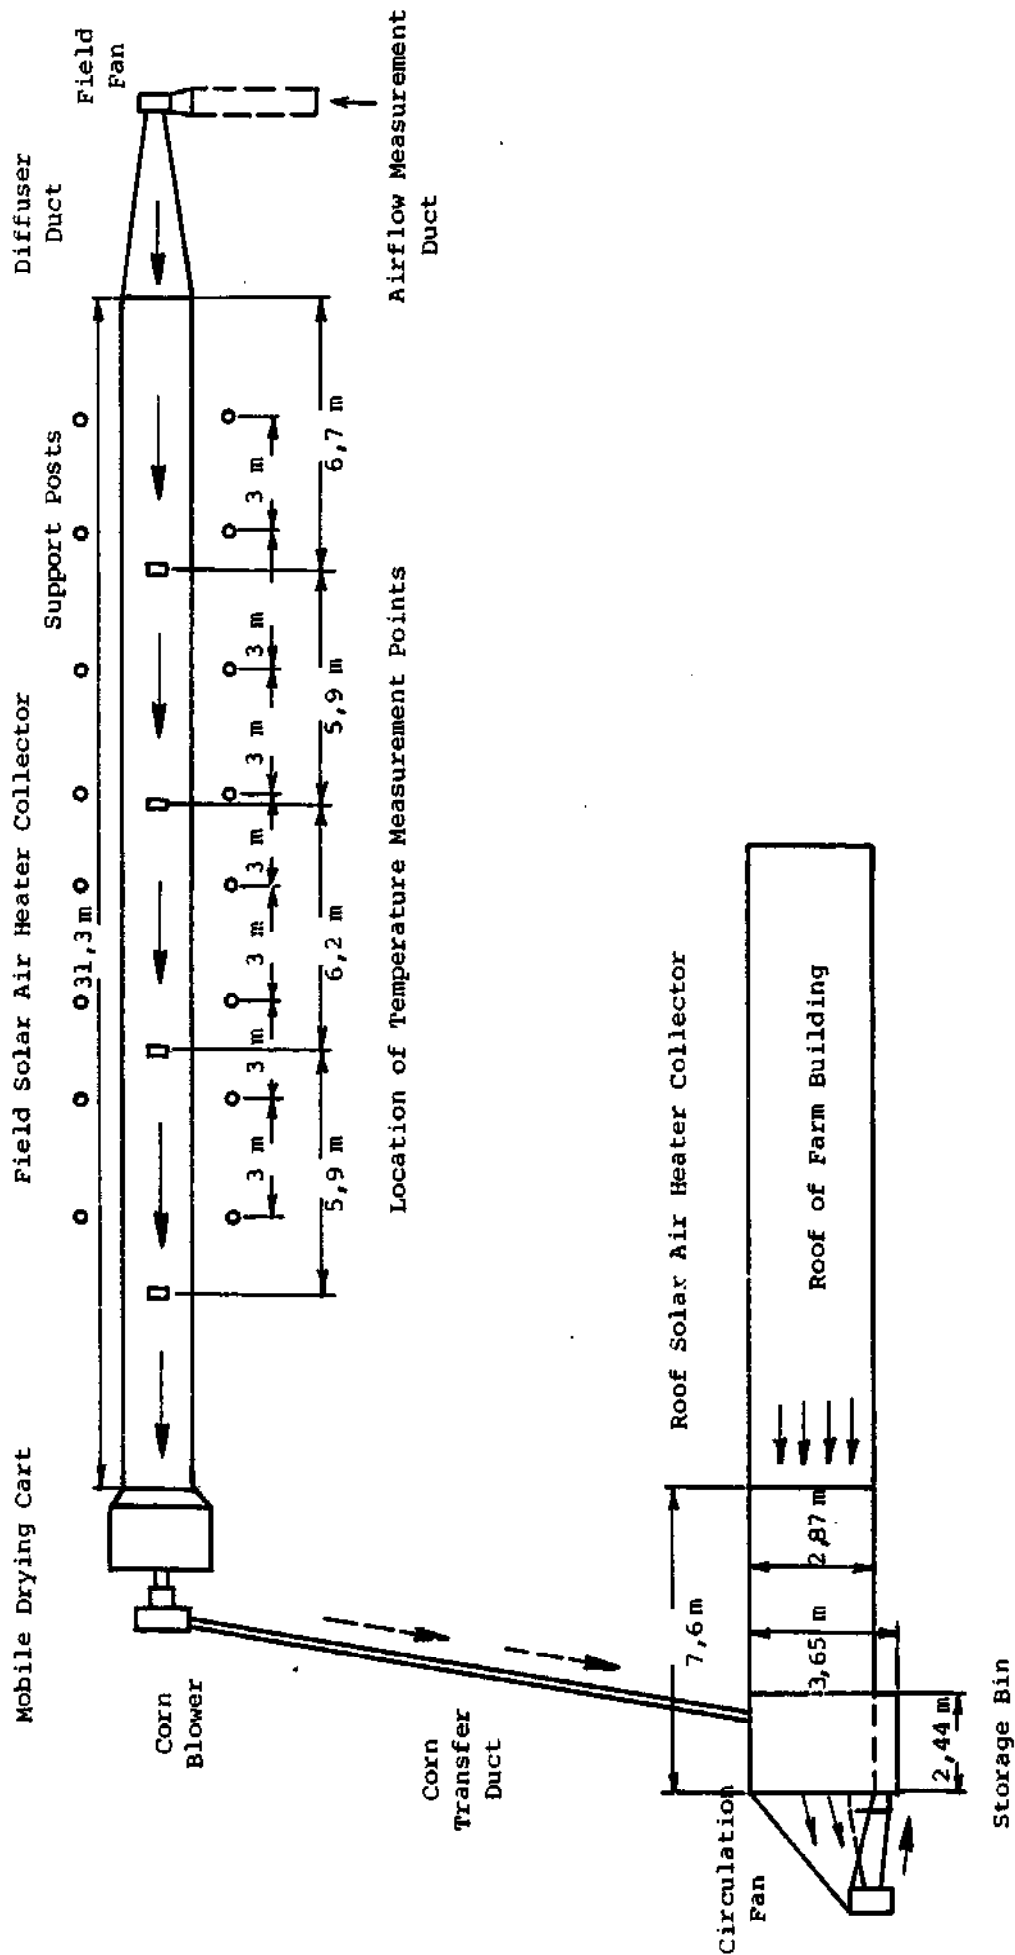 Mobile Drying Cart
Field Solar Air Heater Collector
Diffuser
Duct
Field
Fan
Support Posts
31,3 m
3 m
3 m
3 m
3 m
3 m
3 m
3 m
5,9 m
6,2 m
5,9 m
6,7 m
Corn
Blower
Location of Temperature Measurement Points
Airflow Measurement
Duct
Corn
Transfer
Duct
Roof Solar Air Heater Collector
7,6 m
Circulation
Fan
3,65 m
2,87 m
Roof of Farm Building
2,44 m
Storage Bin